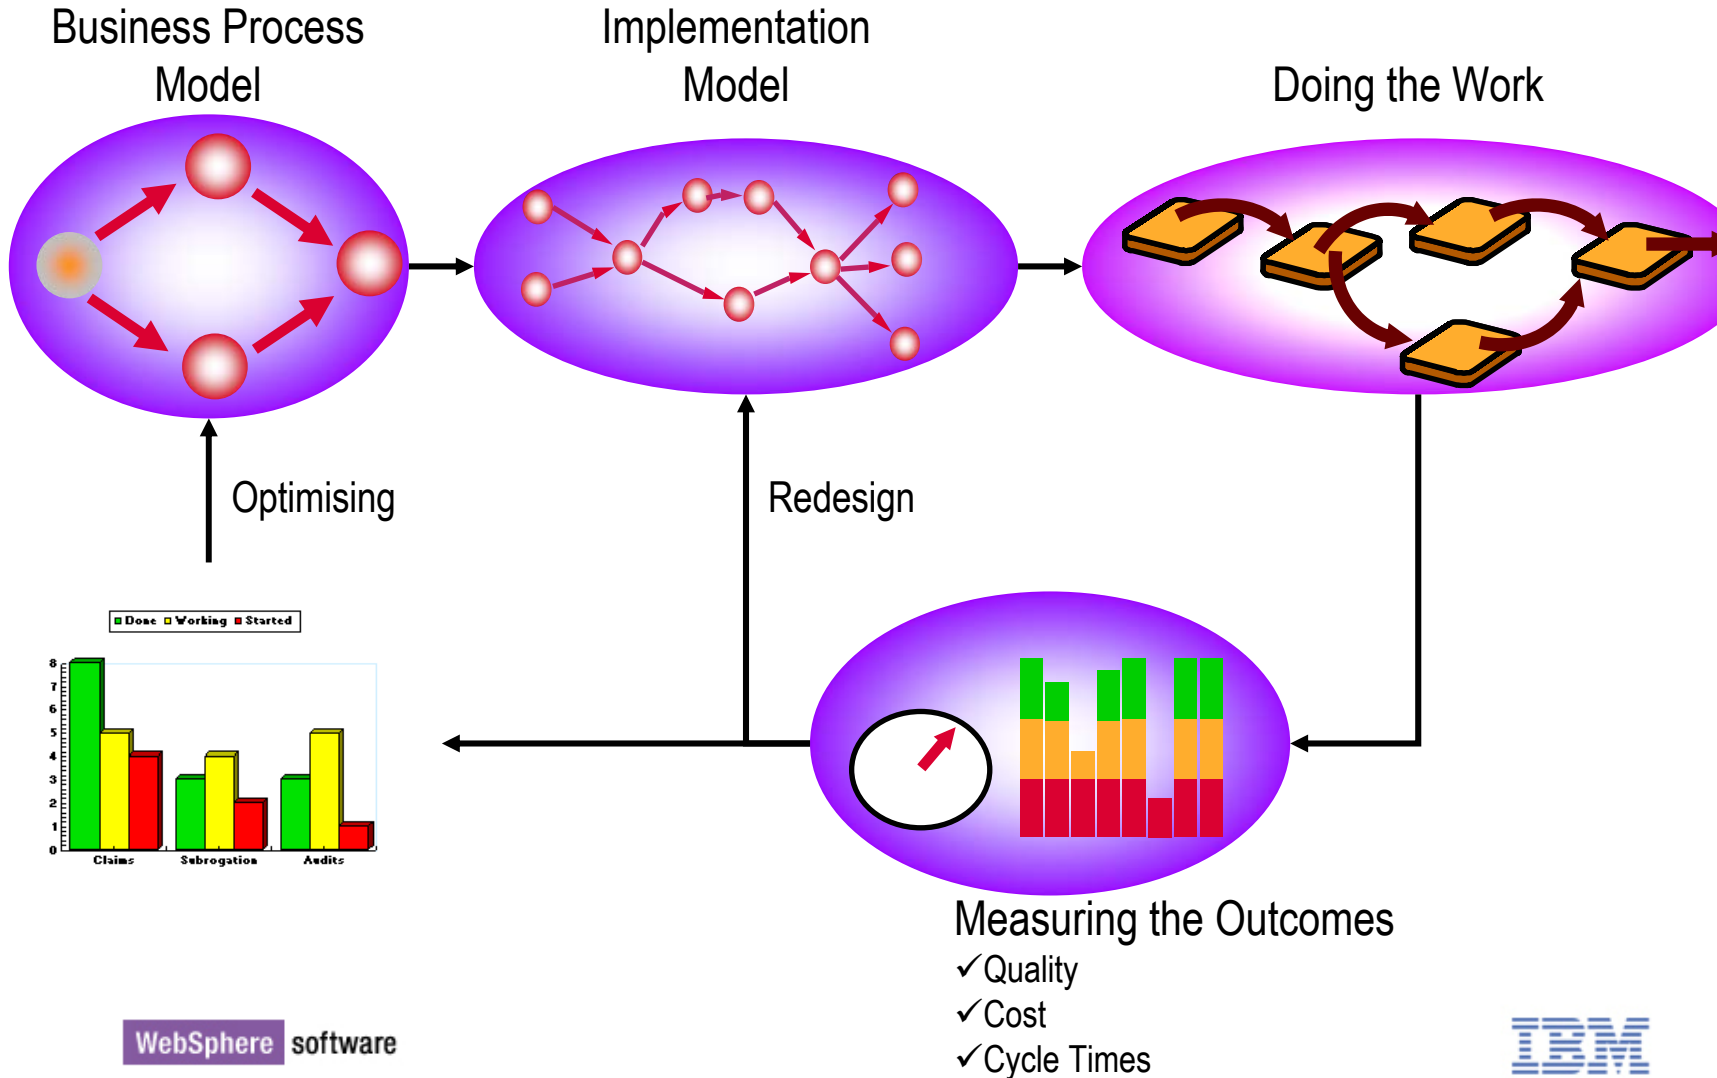 Business Process
Model
Implementation
Model
Doing the Work
Optimising
Redesign
Done Working Started
8
7
6
5
4
3
2
1
0
Claims Subrogation Audits
Measuring the Outcomes
✓Quality
✓Cost
✓Cycle Times
WebSphere software
IBM